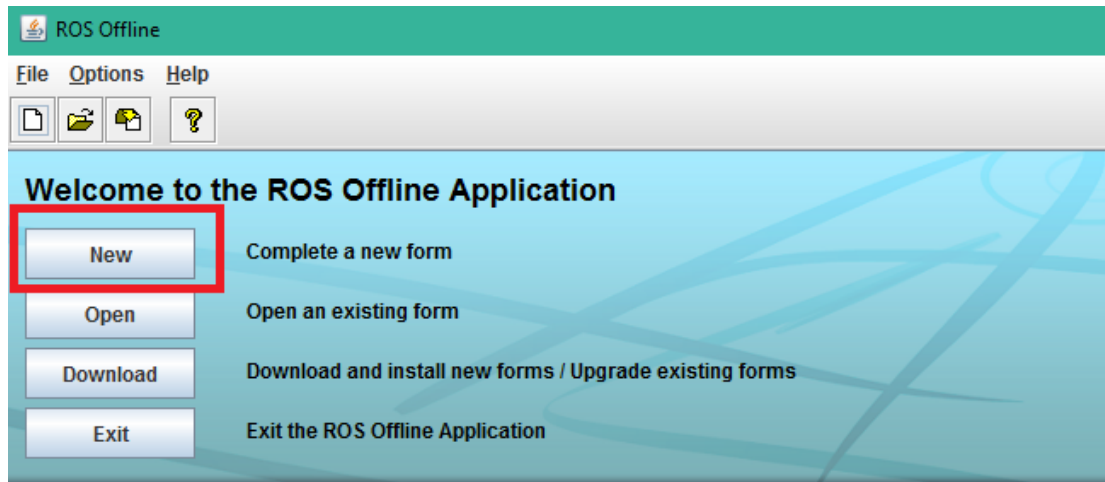 ROS Offline
File Options Help
Welcome to the ROS Offline Application
New Complete a new form
Open Open an existing form
Download Download and install new forms / Upgrade existing forms
Exit Exit the ROS Offline Application